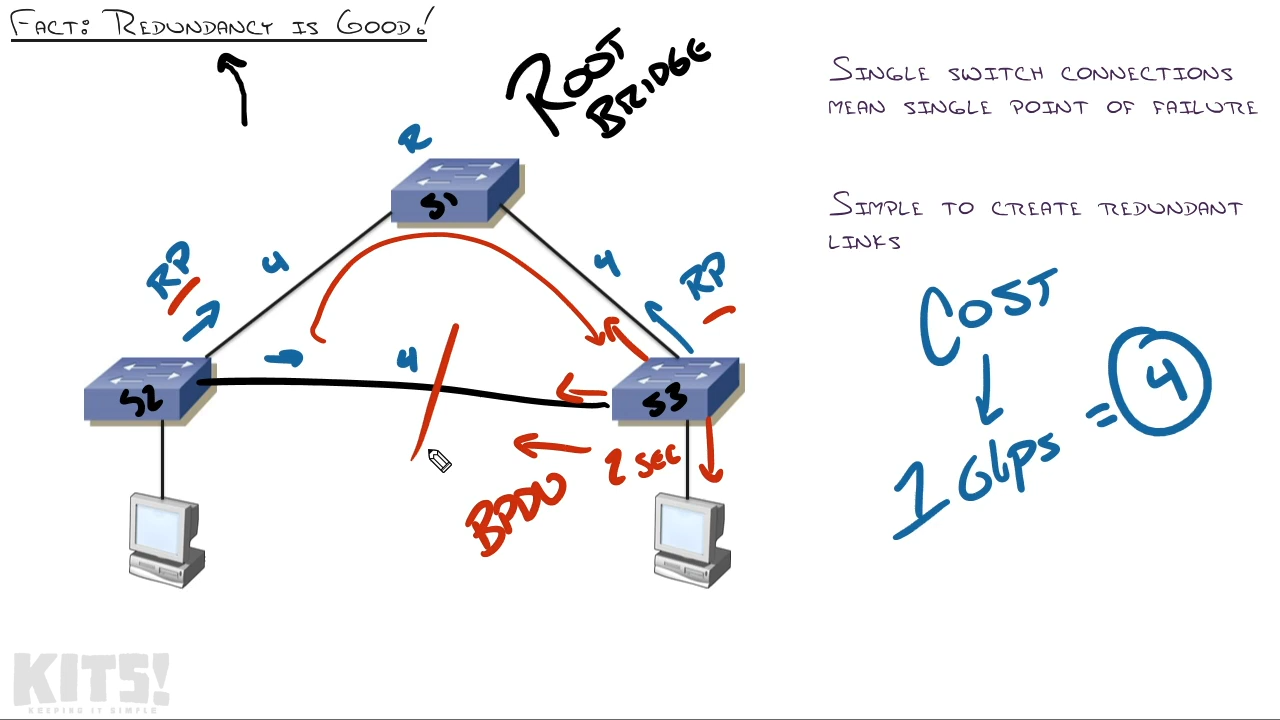 FACT: REDUNDANCY IS GOOD!
ROOT
BRIDGE
SINGLE SWITCH CONNECTIONS
MEAN SINGLE POINT OF FAILURE
R
S1
SIMPLE TO CREATE REDUNDANT
LINKS
RP
4
4
RP
COST
4
S2
S3
1 Gbps = 4
2 SEC
BPDU
KITS!
KEEPING IT SIMPLE